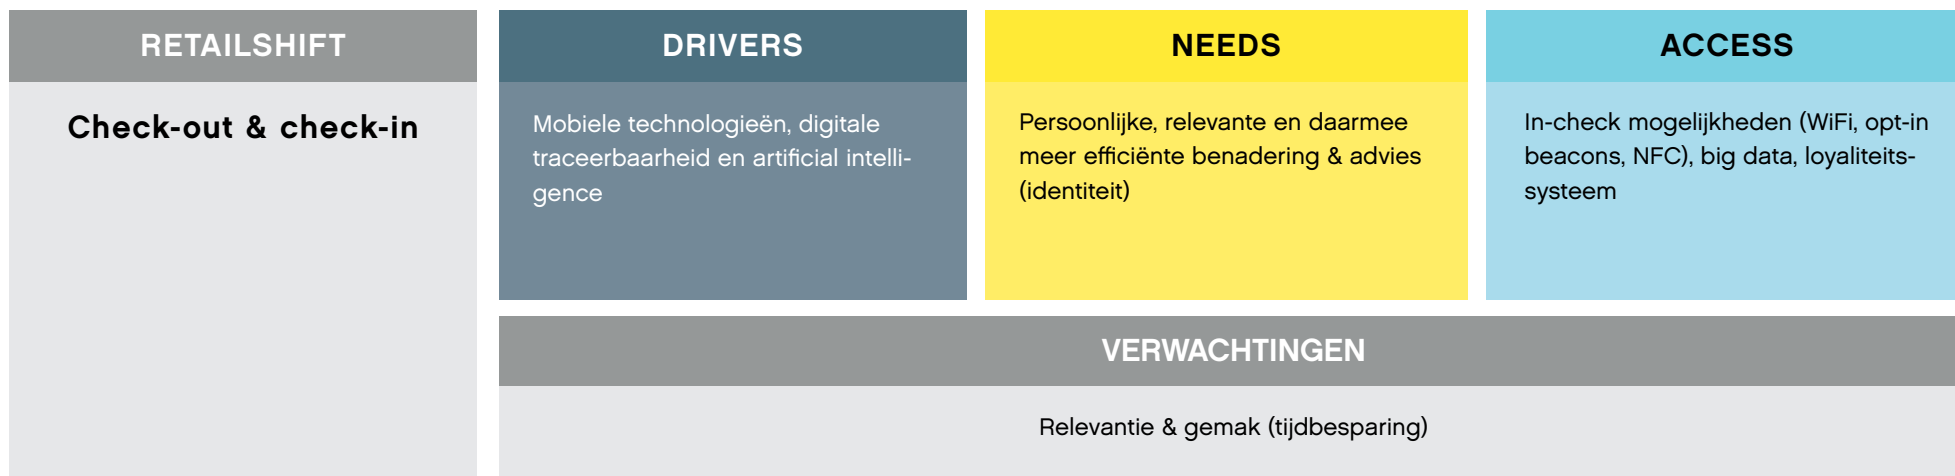 RETAILSHIFT
Check-out & check-in
DRIVERS
Mobiele technologieën, digitale
traceerbaarheid en artificial intelli-
gence
NEEDS
Persoonlijke, relevante en daarmee
meer efficiënte benadering & advies
(identiteit)
ACCESS
In-check mogelijkheden (WiFi, opt-in
beacons, NFC), big data, loyaliteits-
systeem
VERWACHTINGEN
Relevantie & gemak (tijdbesparing)